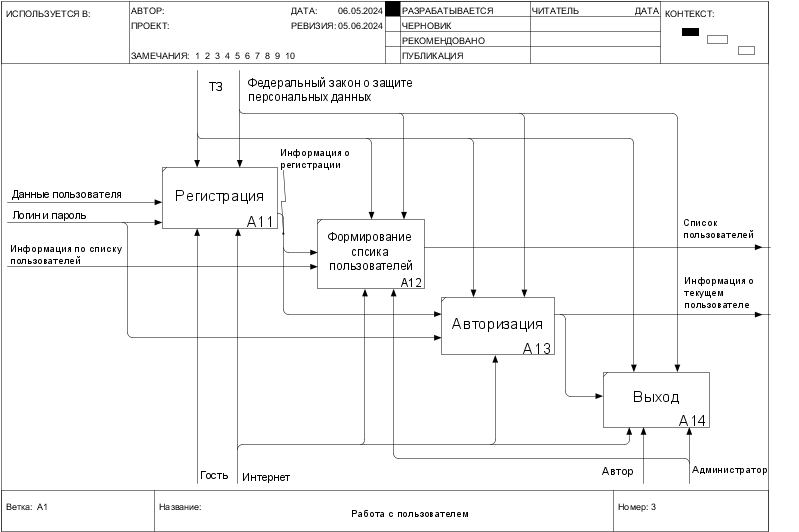 ИСПОЛЬЗУЕТСЯ В:
АВТОР:
ДАТА: 06.05.2024
РАЗРАБАТЫВАЕТСЯ
ЧИТАТЕЛЬ
ДАТА
КОНТЕКСТ:
ПРОЕКТ:
РЕВИЗИЯ: 05.06.2024
ЧЕРНОВИК
РЕКОМЕНДОВАНО
ЗАМЕЧАНИЯ: 1 2 3 4 5 6 7 8 9 10
ПУБЛИКАЦИЯ
ТЗ
Федеральный закон о защите
персональных данных
Информация о
регистрации
Данные пользователя
Логин и пароль
Информация по списку
пользователей
Регистрация
A11
Формирование
спсика
пользователей
A12
Список
пользователей
Информация о
текущем
пользователе
Авторизация
A13
Выход
A14
Гость
Интернет
Автор
Администратор
Ветка: A1
Название:
Работа с пользователем
Номер: 3